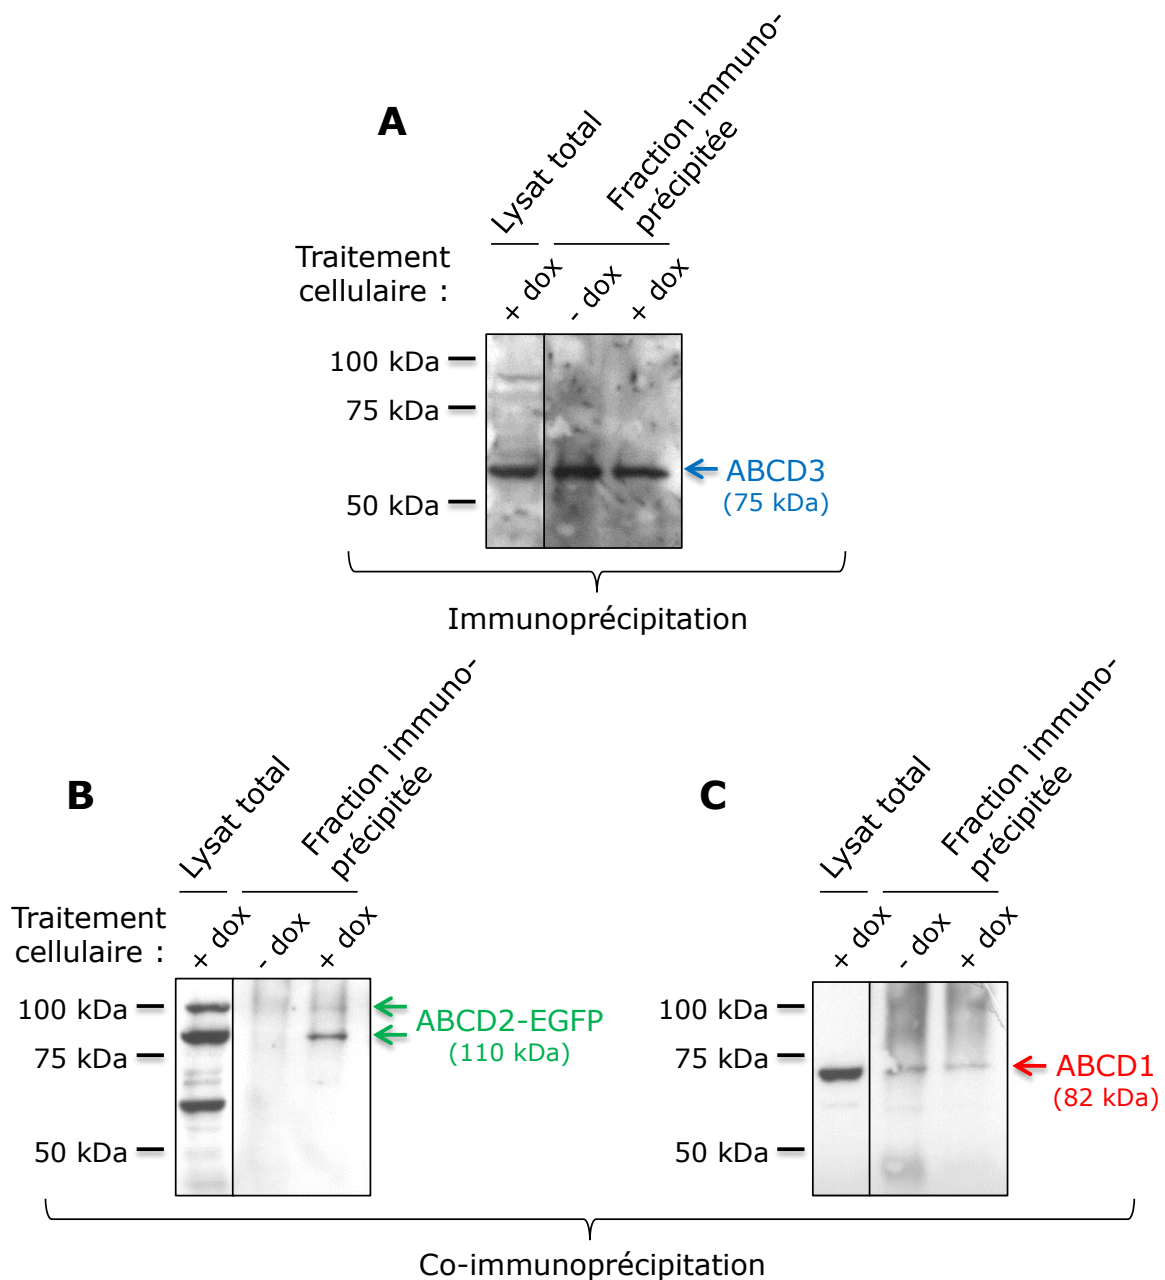 A
Lysat total
Fraction immuno-
précipitée
Traitement
cellulaire :
+ dox
- dox
+ dox
100 kDa
75 kDa
50 kDa
ABCD3
(75 kDa)
Immunoprécipitation
B
Lysat total
Fraction immuno-
précipitée
Traitement
cellulaire :
+ dox
- dox
+ dox
100 kDa
75 kDa
50 kDa
ABCD2-EGFP
(110 kDa)
C
Lysat total
Fraction immuno-
précipitée
+ dox
- dox
+ dox
100 kDa
75 kDa
50 kDa
ABCD1
(82 kDa)
Co-immunoprécipitation